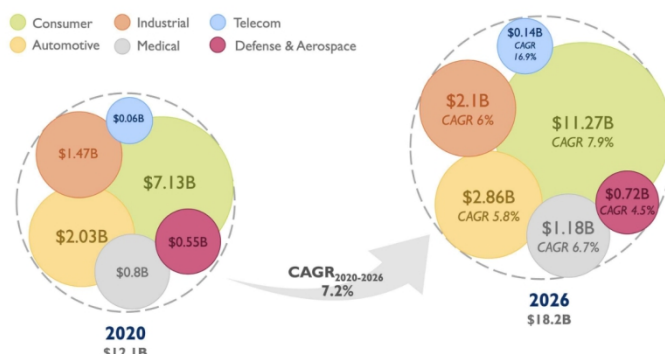 Consumer
Industrial
Telecom
Automotive
Medical
Defense & Aerospace
$0.06B
$1.47B
$7.13B
$2.03B
$0.55B
$0.8B
2020
$12.1B
CAGR2020-2026
7.2%
$0.14B
CAGR
16.9%
$2.1B
CAGR 6%
$11.27B
CAGR 7.9%
$2.86B
CAGR 5.8%
$0.72B
CAGR 4.5%
$1.18B
CAGR 6.7%
2026
$18.2B